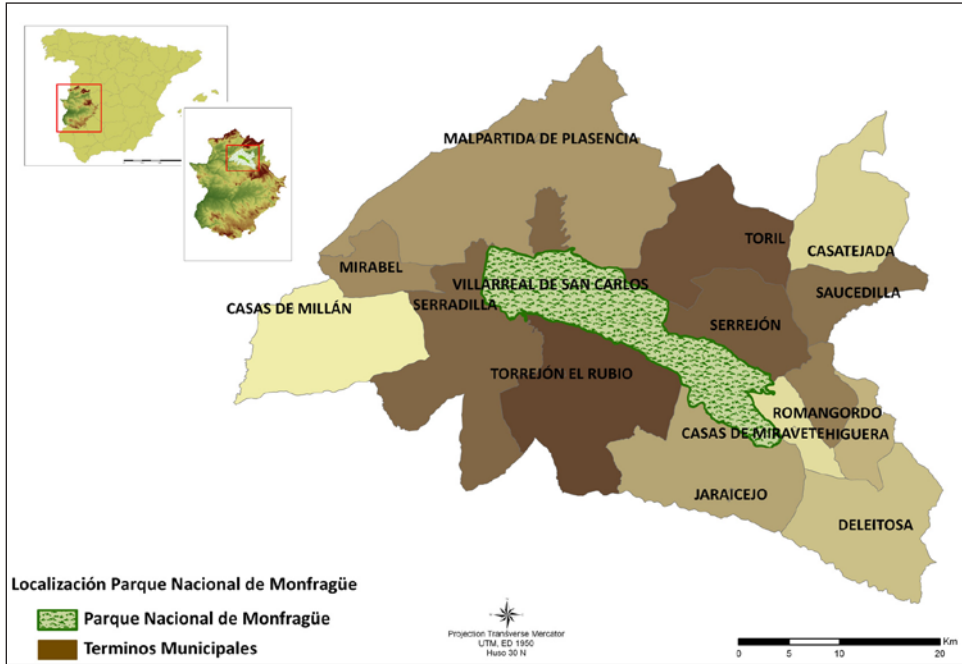 MALPARTIDA DE PLASENCIA
TORIL
CASATEJADA
MIRABEL
VILLARREAL DE SAN CARLOS
SAUCEDILLA
CASAS DE MILLÁN
SERRADILLA
SERREJÓN
TORREJÓN EL RUBIO
ROMANGORDO
CASAS DE MIRAVETE
HIGUERA
JARAICEJO
DELEITOSA
Localización Parque Nacional de Monfragüe
Parque Nacional de Monfragüe
Terminos Municipales
Projection Transverse Mercator
UTM, ED 1950
Huso 30 N
Km
0 5 10 20